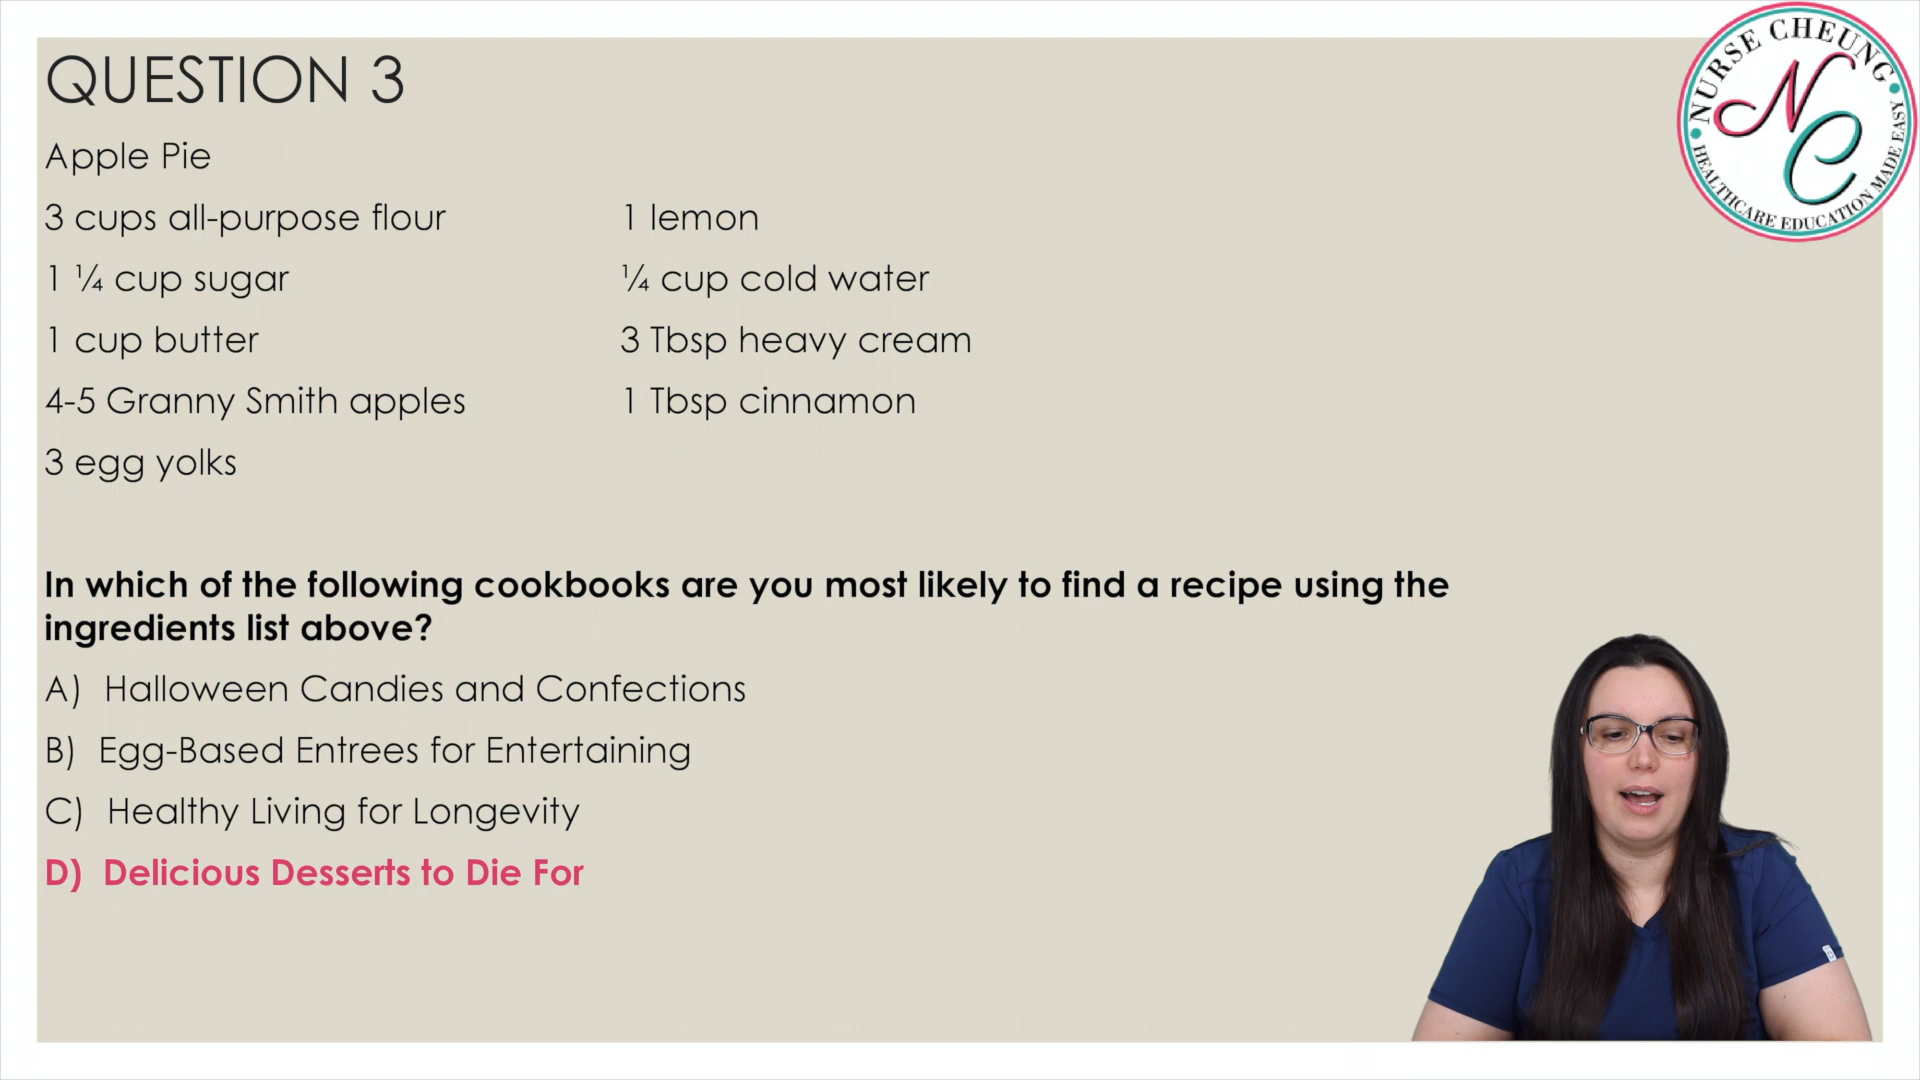 QUESTION 3
Apple Pie
3 cups all-purpose flour
1 ¼ cup sugar
1 cup butter
4-5 Granny Smith apples
3 egg yolks
1 lemon
¼ cup cold water
3 Tbsp heavy cream
1 Tbsp cinnamon
In which of the following cookbooks are you most likely to find a recipe using the
ingredients list above?
A) Halloween Candies and Confections
B) Egg-Based Entrees for Entertaining
C) Healthy Living for Longevity
D) Delicious Desserts to Die For
NURSE CHEUNG
NC
HEALTHCARE EDUCATION MADE EASY